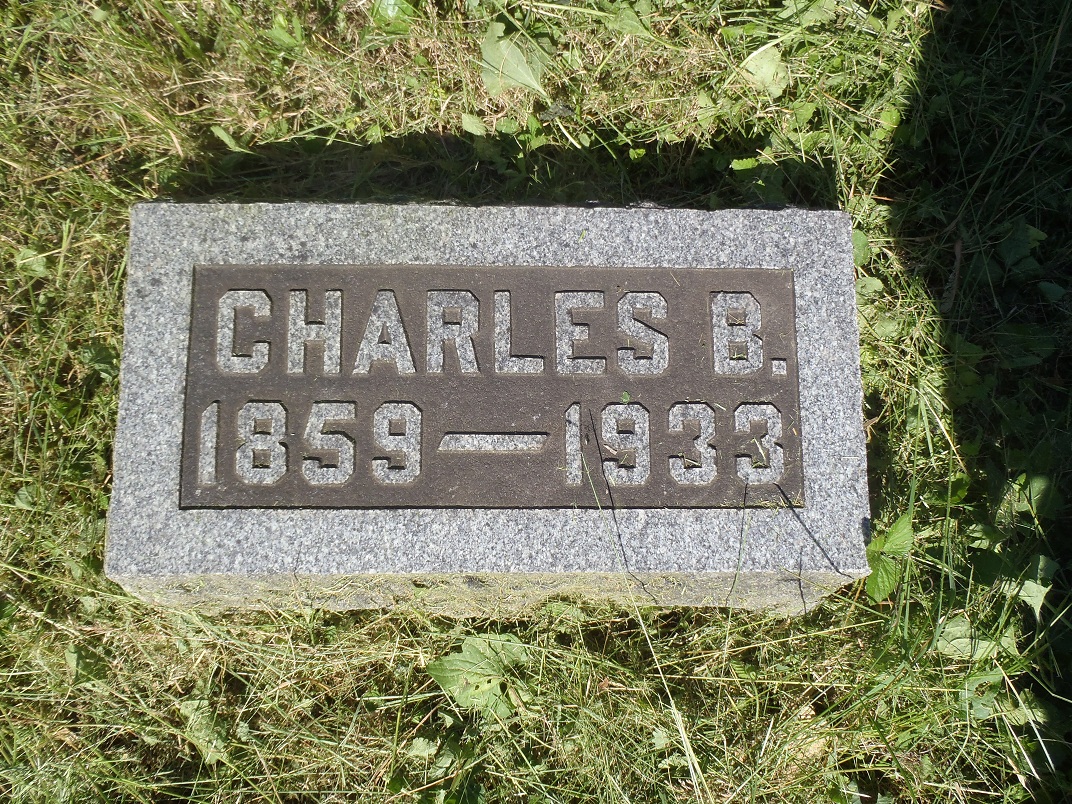 CHARLES B.
1859 — 1933